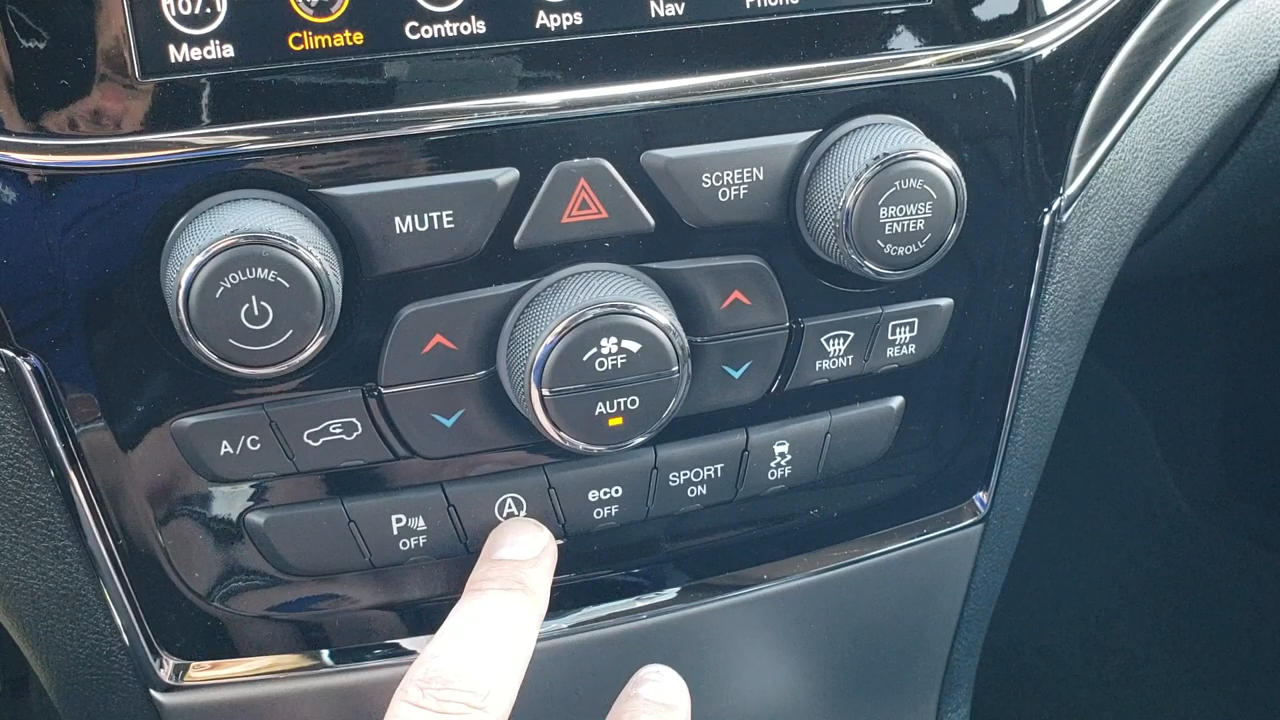 107.1
Media
Climate
Controls
Apps
Nav
Phone
MUTE
SCREEN
OFF
TUNE
BROWSE
ENTER
SCROLL
VOLUME
OFF
AUTO
FRONT
REAR
A/C
P
OFF
A
eco
OFF
SPORT
ON
OFF